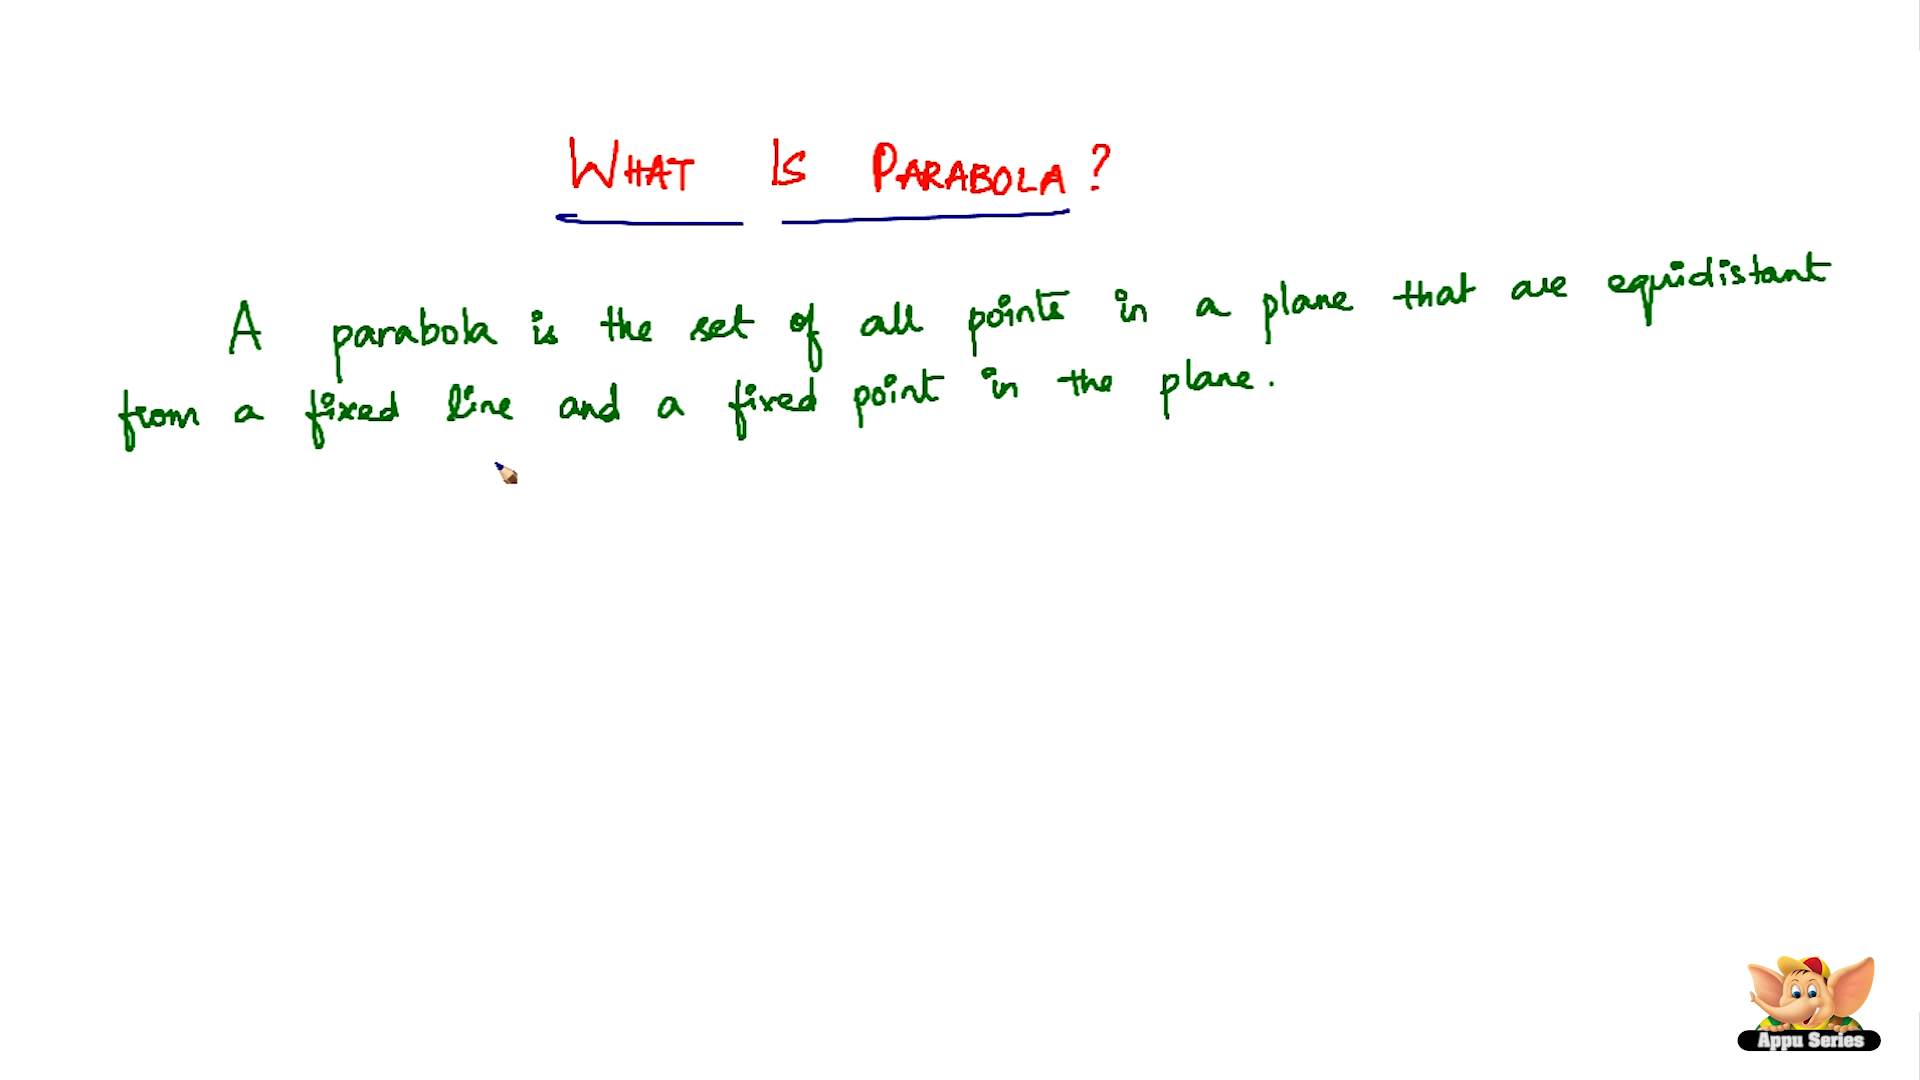 WHAT IS PARABOLA?
A parabola is the set of all points in a plane that are equidistant
from a fixed line and a fixed point in the plane.
Appu Series